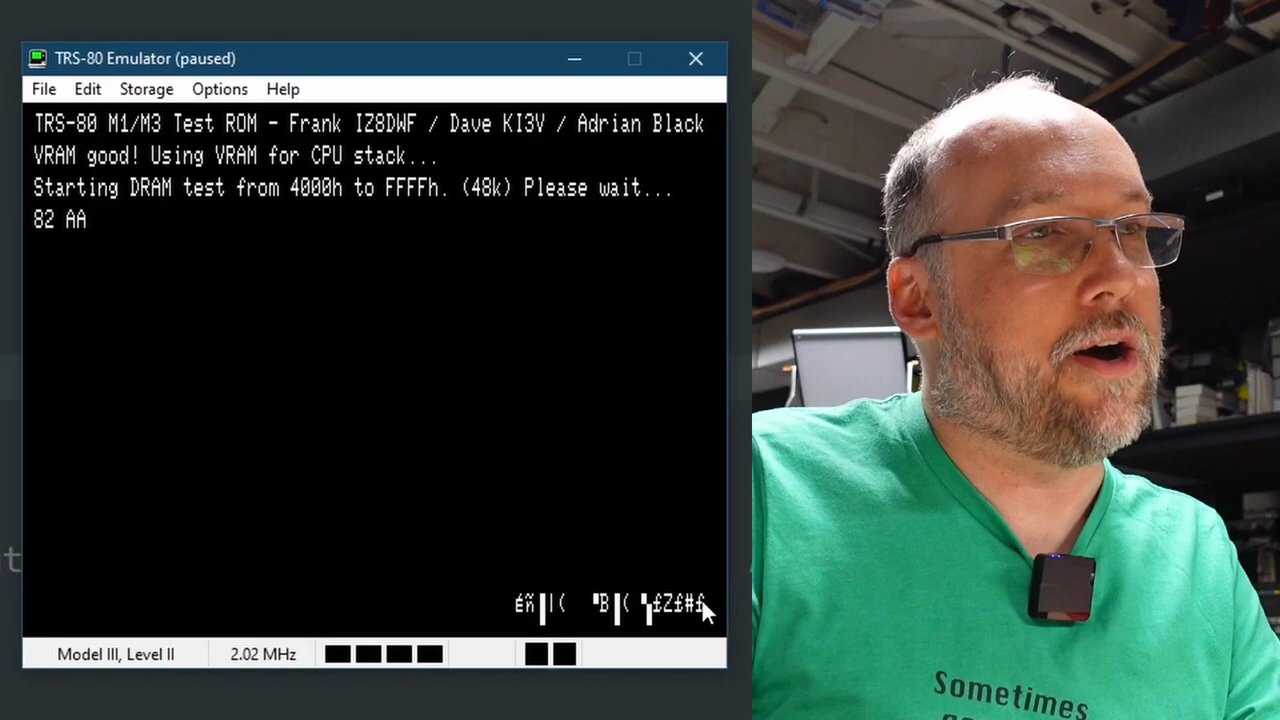 TRS-80 Emulator (paused)
File Edit Storage Options Help
TRS-80 M1/M3 Test ROM - Frank IZ8DWF / Dave KI3V / Adrian Black
VRAM good! Using VRAM for CPU stack...
Starting DRAM test from 4000h to FFFFh. (48k) Please wait...
82 AA
Model III, Level II 2.02 MHz
Sometimes